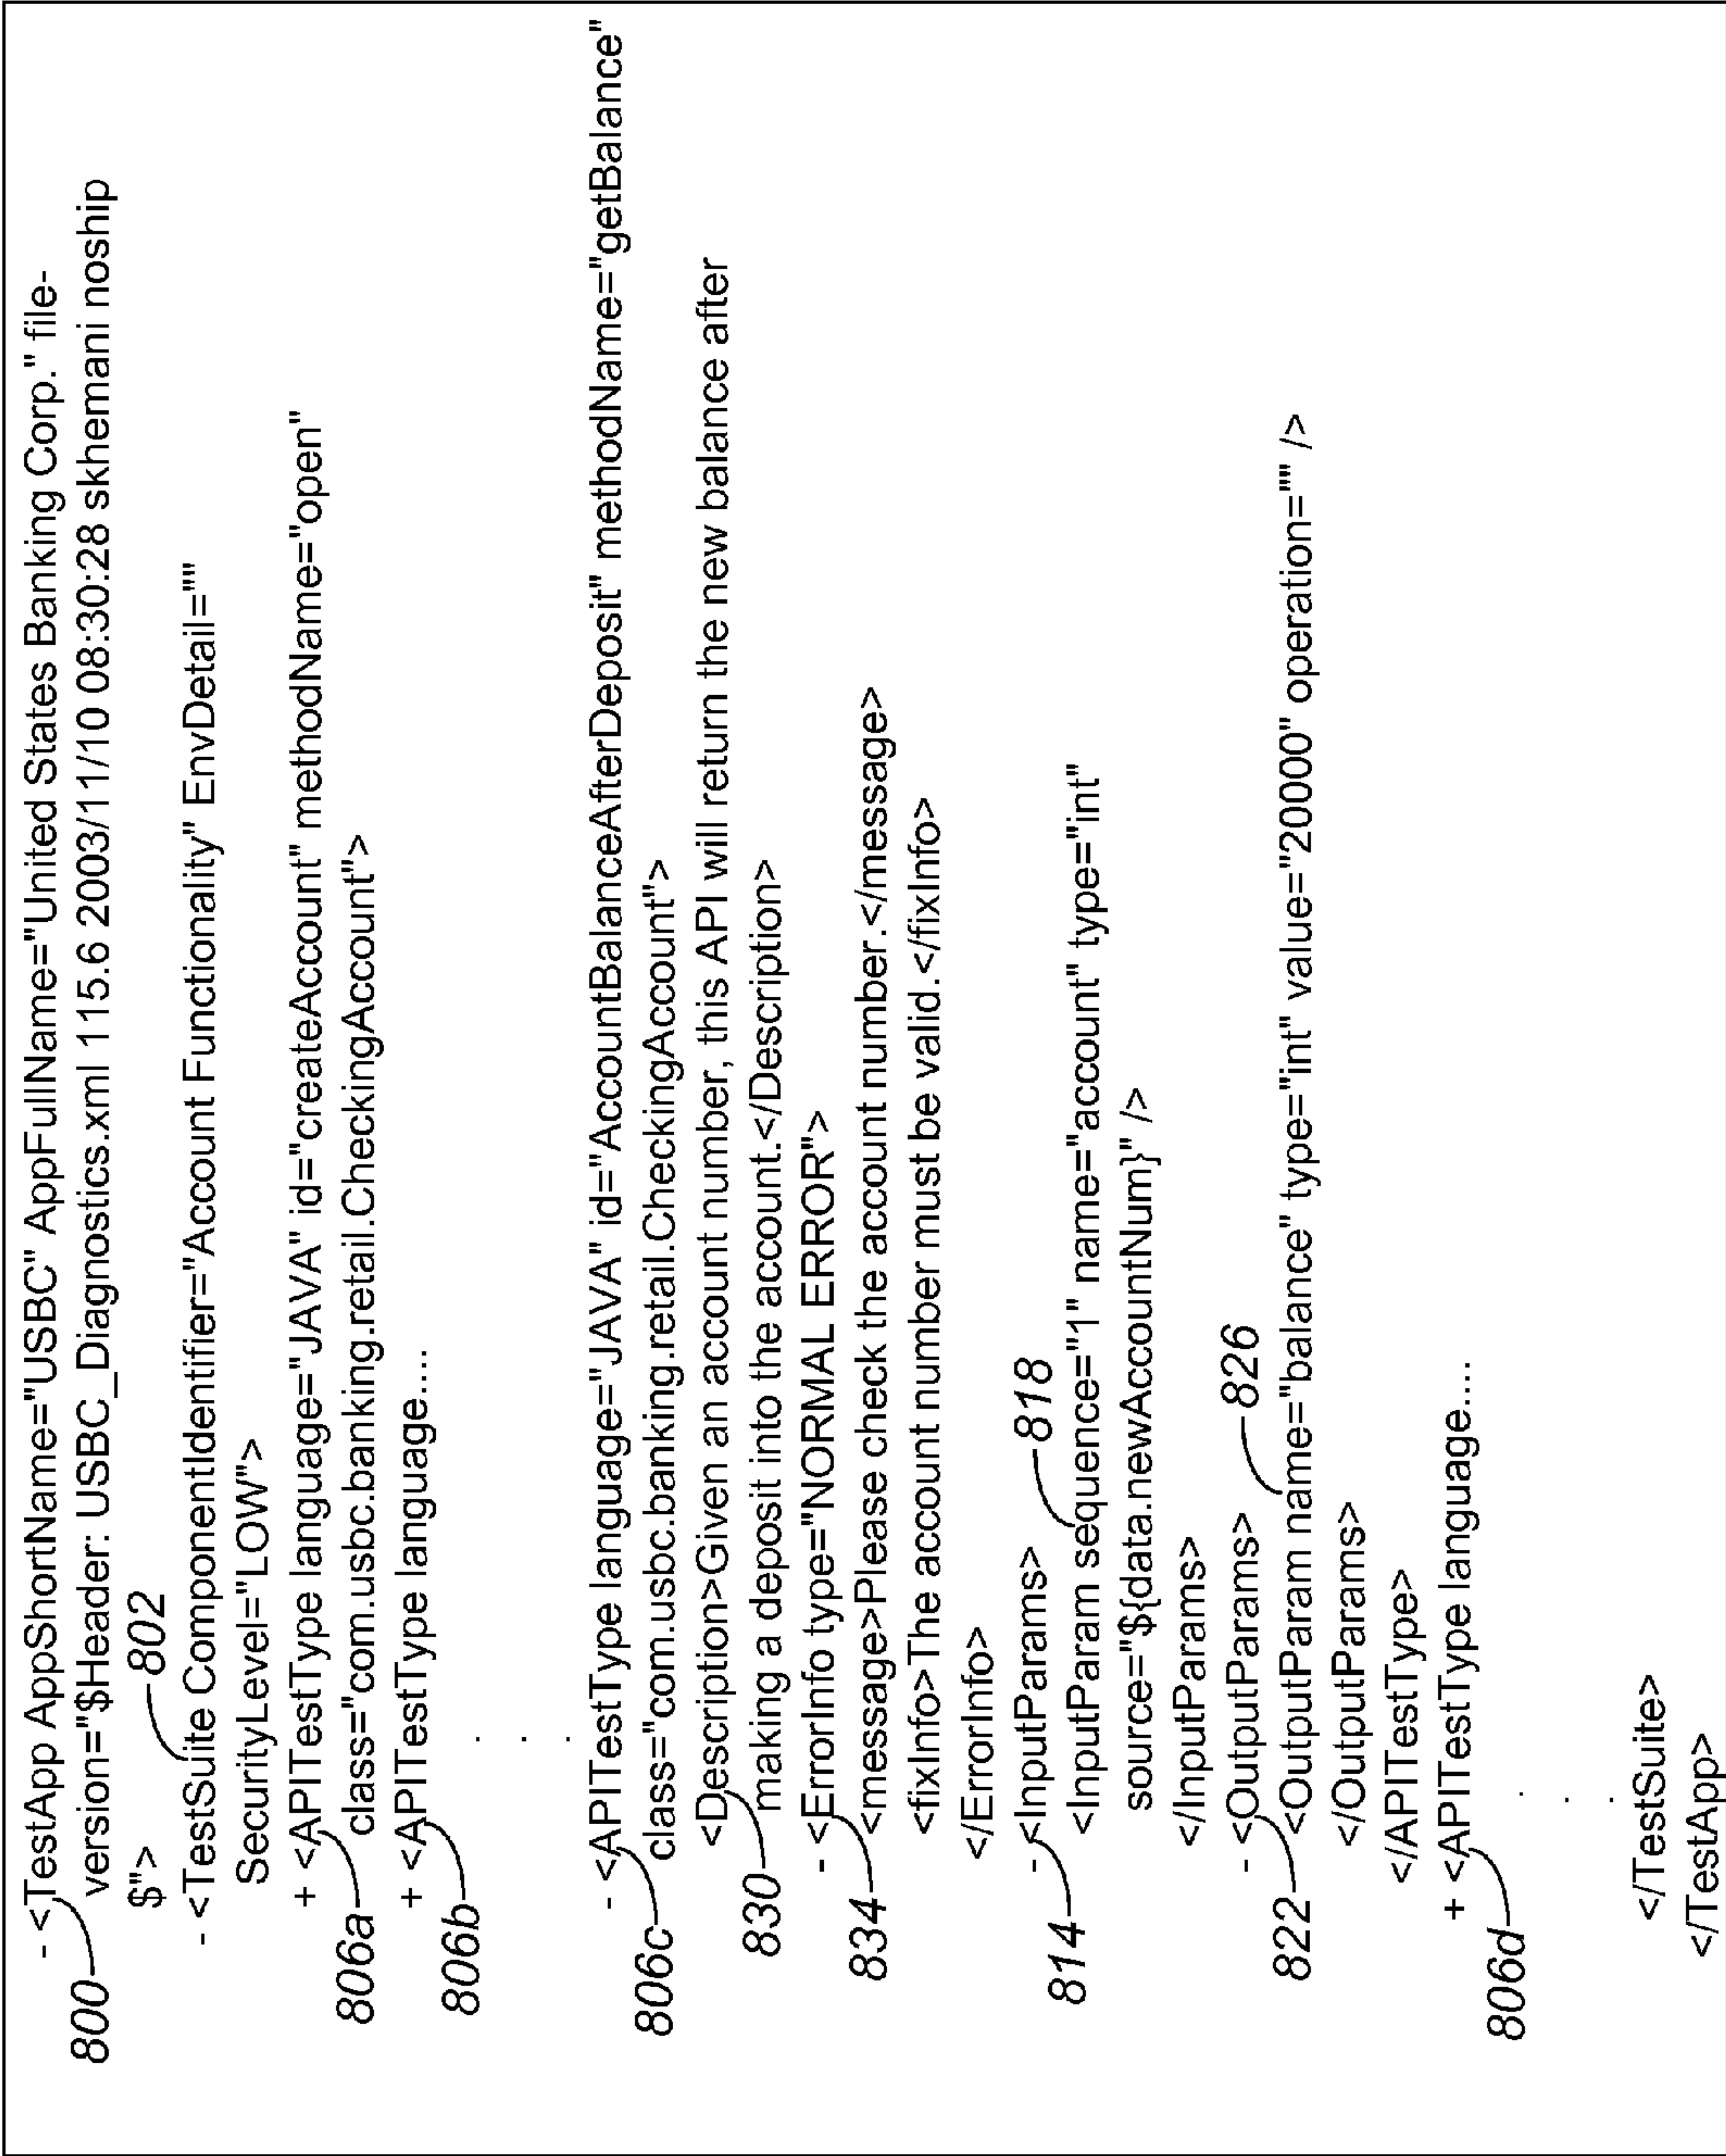 - <TestApp AppShortName="USBC" AppFullName="United States Banking Corp." file-
800
version="$Header: USBC_Diagnostics.xml 115.6 2003/11/10 08:30:28 skhemani noship
$">
802
- <TestSuite ComponentIdentifier="Account Functionality" EnvDetail=""
SecurityLevel="LOW">
+ <APITestType language="JAVA" id="createAccount" methodName="open"
806a
class="com.usbc.banking.retail.CheckingAccount">
+ <APITestType language....
806b
.
.
.
- <APITestType language="JAVA" id="AccountBalanceAfterDeposit" methodName="getBalance"
806c
class="com.usbc.banking.retail.CheckingAccount">
<Description>Given an account number, this API will return the new balance after
830
making a deposit into the account.</Description>
- <ErrorInfo type="NORMAL ERROR">
834
<message>Please check the account number.</message>
<fixInfo>The account number must be valid.</fixInfo>
</ErrorInfo>
818
- <InputParams>
814
<InputParam sequence="1" name="account" type="int"
source="${data.newAccountNum}" />
</InputParams>
826
- <OutputParams>
822
<OutputParam name="balance" type="int" value="20000" operation="" />
</OutputParams>
</APITestType>
+ <APITestType language....
806d
.
.
.
</TestSuite>
</TestApp>